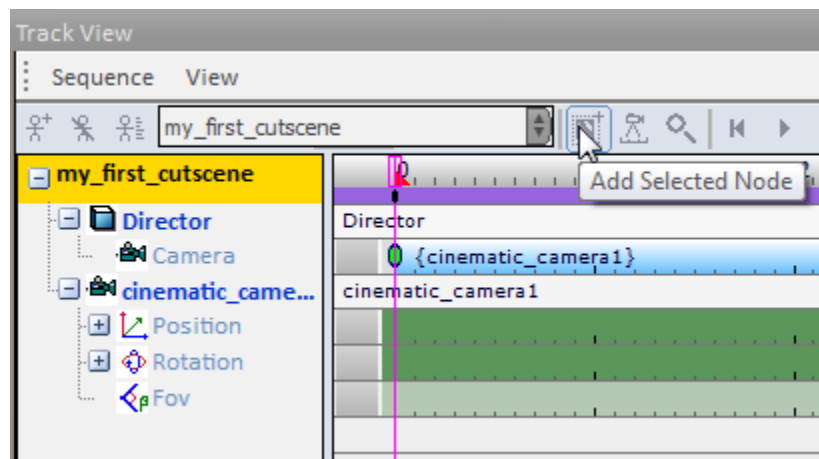 Track View
Sequence View
my_first_cutscene
Add Selected Node
my_first_cutscene
0
Director
Director
Camera
{cinematic_camera1}
cinematic_came...
cinematic_camera1
Position
Rotation
Fov